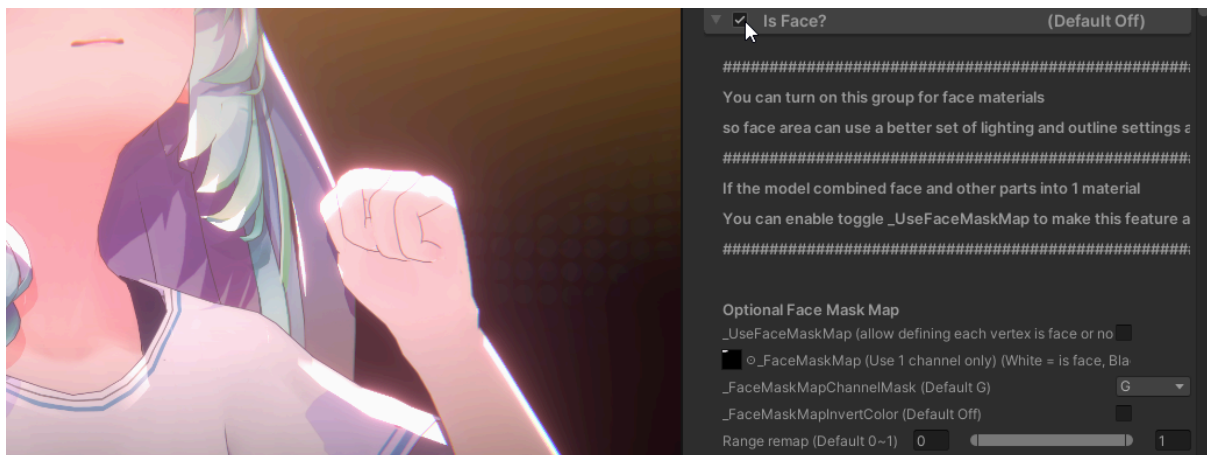 Is Face? (Default Off)
##################################################
You can turn on this group for face materials
so face area can use a better set of lighting and outline settings a
##################################################
If the model combined face and other parts into 1 material
You can enable toggle _UseFaceMaskMap to make this feature a
##################################################
Optional Face Mask Map
_UseFaceMaskMap (allow defining each vertex is face or no
_FaceMaskMap (Use 1 channel only) (White = is face, Bla
_FaceMaskMapChannelMask (Default G) G
_FaceMaskMapInvertColor (Default Off)
Range remap (Default 0~1) 0 1